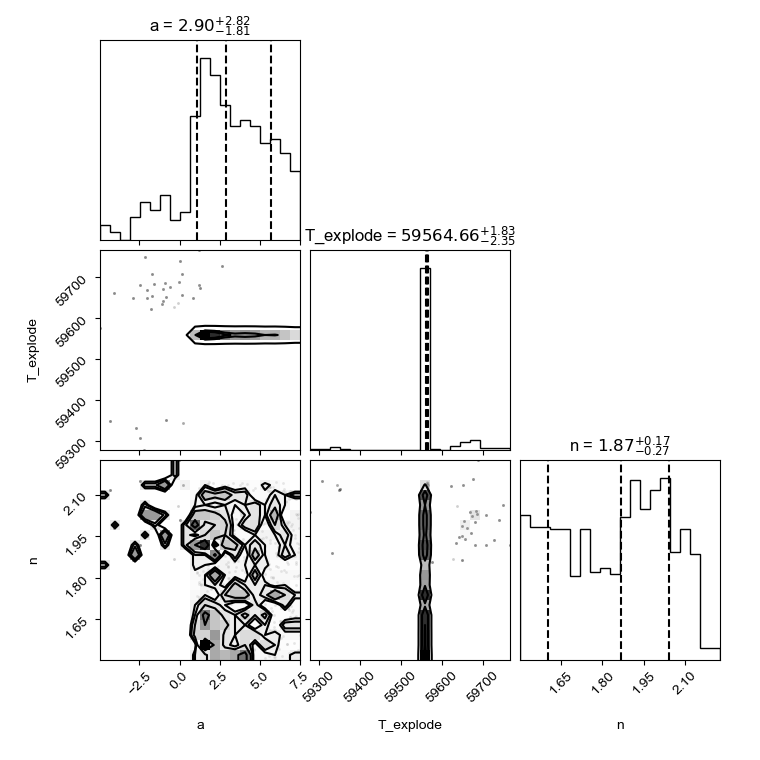 a = 2.90+2.82−1.81
T_explode = 59564.66+1.83−2.35
59700
59600
59500
59400
59300
T_explode
n = 1.87+0.17−0.27
2.10
1.95
1.80
1.65
n
−2.5 0.0 2.5 5.0 7.5
59300 59400 59500 59600 59700
1.65 1.80 1.95 2.10
a T_explode n